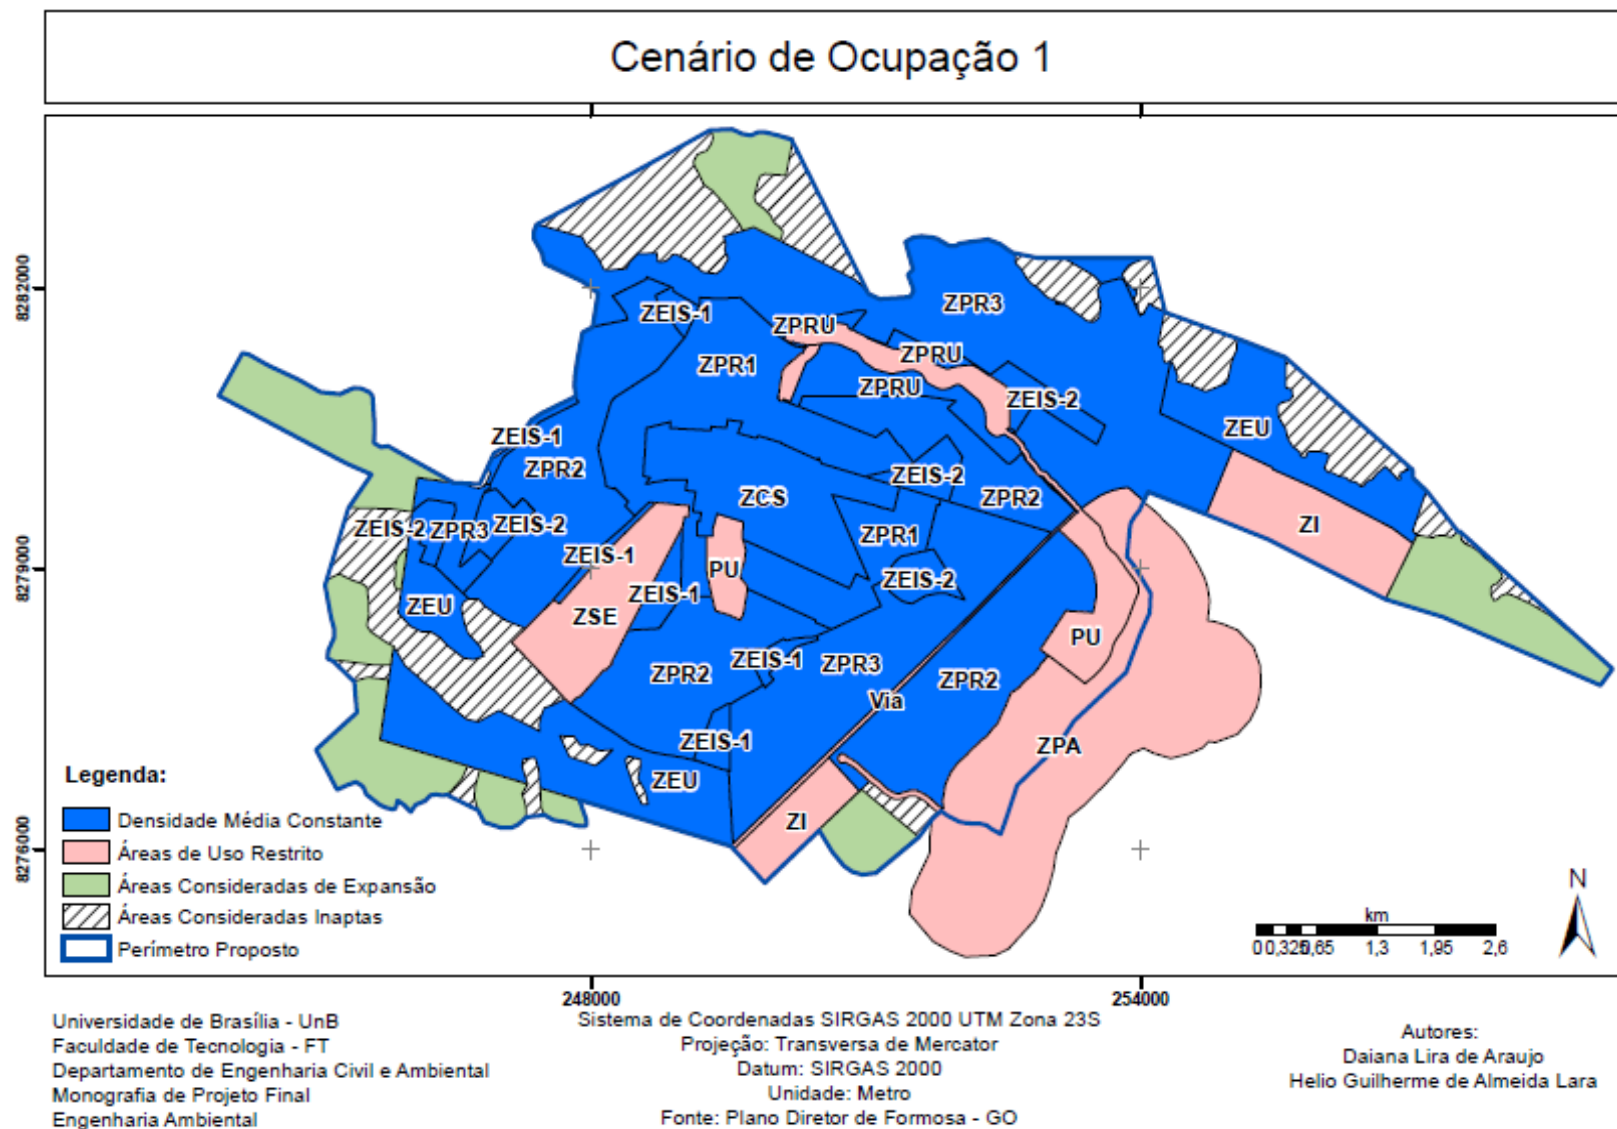 Cenário de Ocupação 1
8282000
8279000
8276000
ZEIS-1
ZPRU
ZPR3
ZPRU
ZPR1
ZPRU
ZEIS-2
ZEIS-1
ZPR2
ZEU
ZEIS-2
ZCS
ZPR2
ZEIS-2
ZPR3
ZEIS-2
ZPR1
ZI
ZEIS-1
PU
ZEIS-2
ZEIS-1
ZEU
ZSE
PU
ZEIS-1
ZPR3
ZPR2
ZPR2
Via
ZEIS-1
ZPA
ZEU
ZI
Legenda:
Densidade Média Constante
Áreas de Uso Restrito
Áreas Consideradas de Expansão
Áreas Consideradas Inaptas
Perímetro Proposto
N
km
0 0,325 0,65 1,3 1,95 2,6
248000
254000
Universidade de Brasília - UnB
Faculdade de Tecnologia - FT
Departamento de Engenharia Civil e Ambiental
Monografia de Projeto Final
Engenharia Ambiental
Sistema de Coordenadas SIRGAS 2000 UTM Zona 23S
Projeção: Transversa de Mercator
Datum: SIRGAS 2000
Unidade: Metro
Fonte: Plano Diretor de Formosa - GO
Autores:
Daiana Lira de Araujo
Helio Guilherme de Almeida Lara